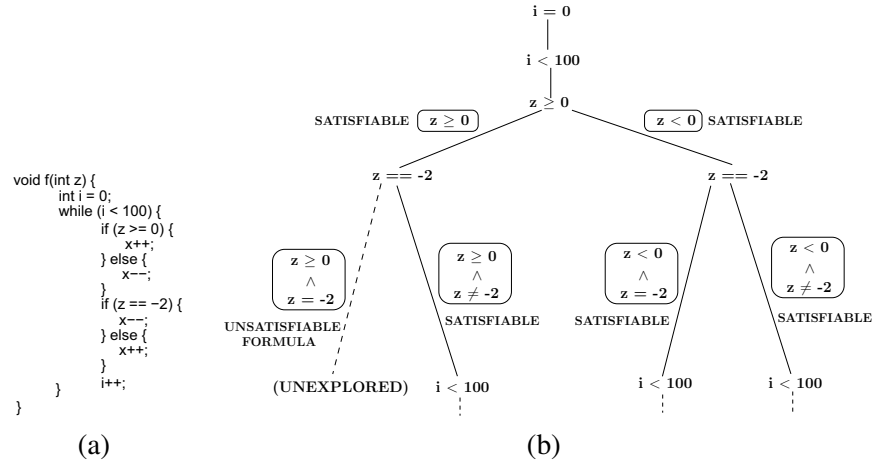 void f(int z) {
int i = 0;
while (i < 100) {
if (z >= 0) {
x++;
} else {
x−−;
}
if (z == −2) {
x−−;
} else {
x++;
}
i++;
}
}
(a)
i = 0
i < 100
z ≥ 0
SATISFIABLE z ≥ 0
z < 0 SATISFIABLE
z == -2
z == -2
z ≥ 0
∧
z = -2
UNSATISFIABLE
FORMULA
z ≥ 0
∧
z ≠ -2
SATISFIABLE
z < 0
∧
z = -2
SATISFIABLE
z < 0
∧
z ≠ -2
SATISFIABLE
(UNEXPLORED)
i < 100
i < 100
i < 100
(b)